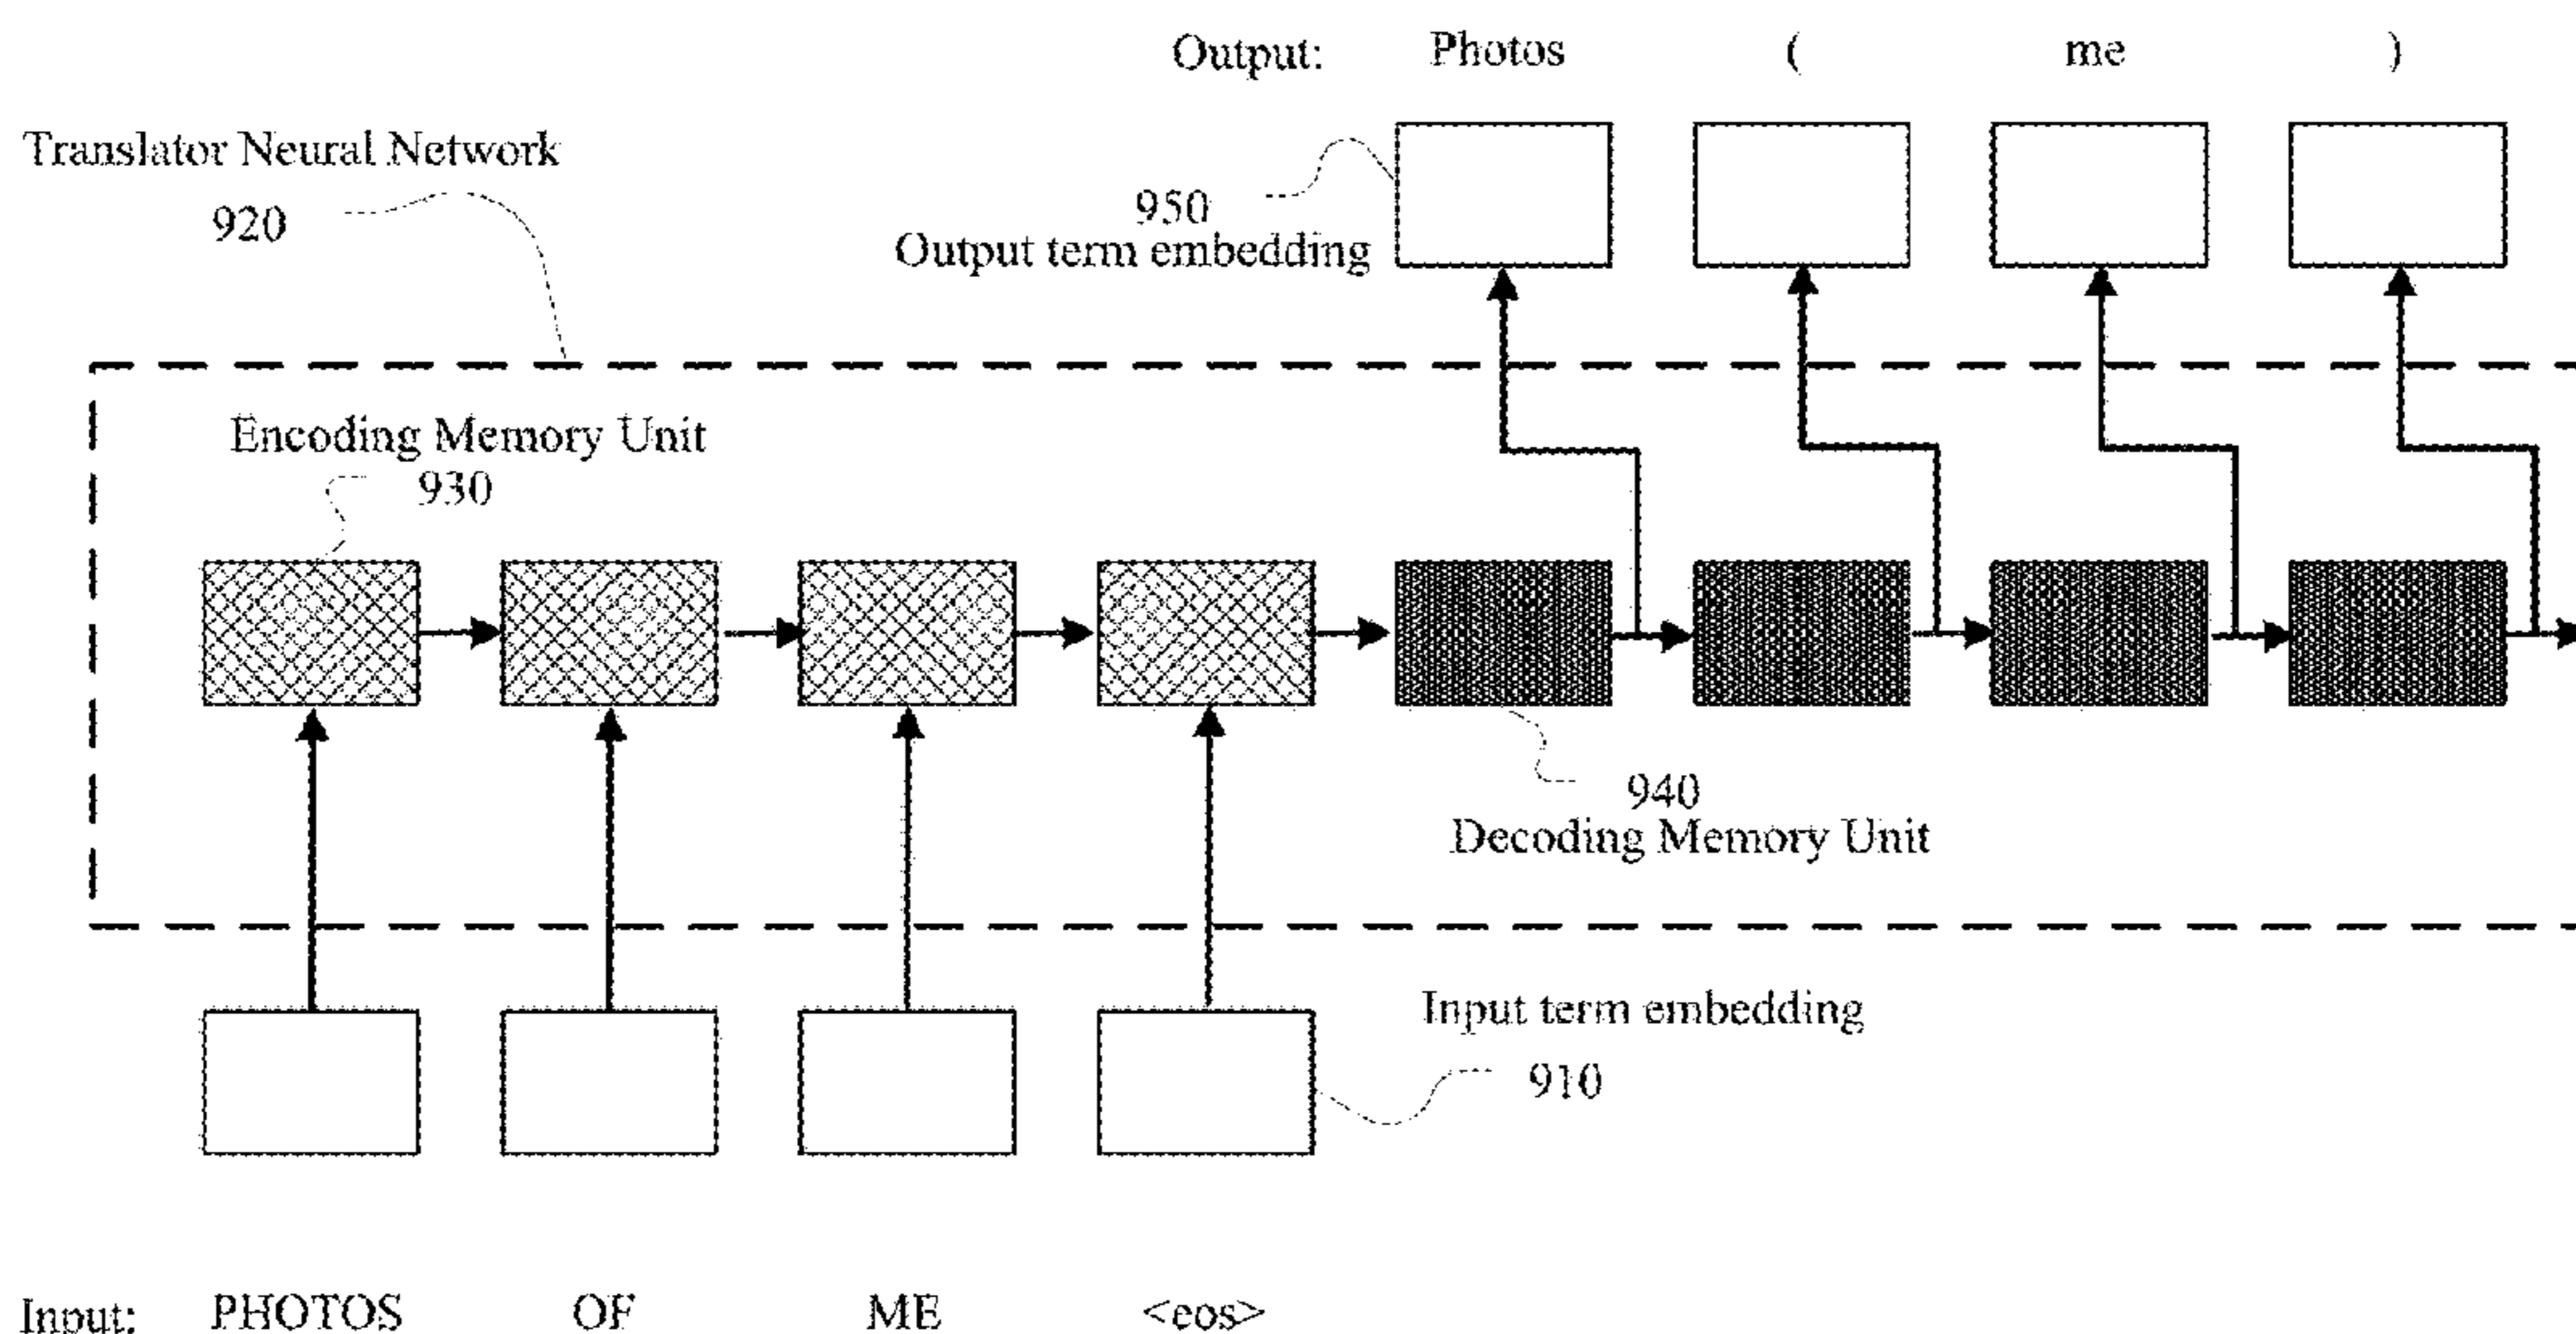 Output: Photos ( me )
Translator Neural Network
920
950
Output term embedding
Encoding Memory Unit
930
940
Decoding Memory Unit
Input term embedding
910
Input: PHOTOS OF ME <eos>